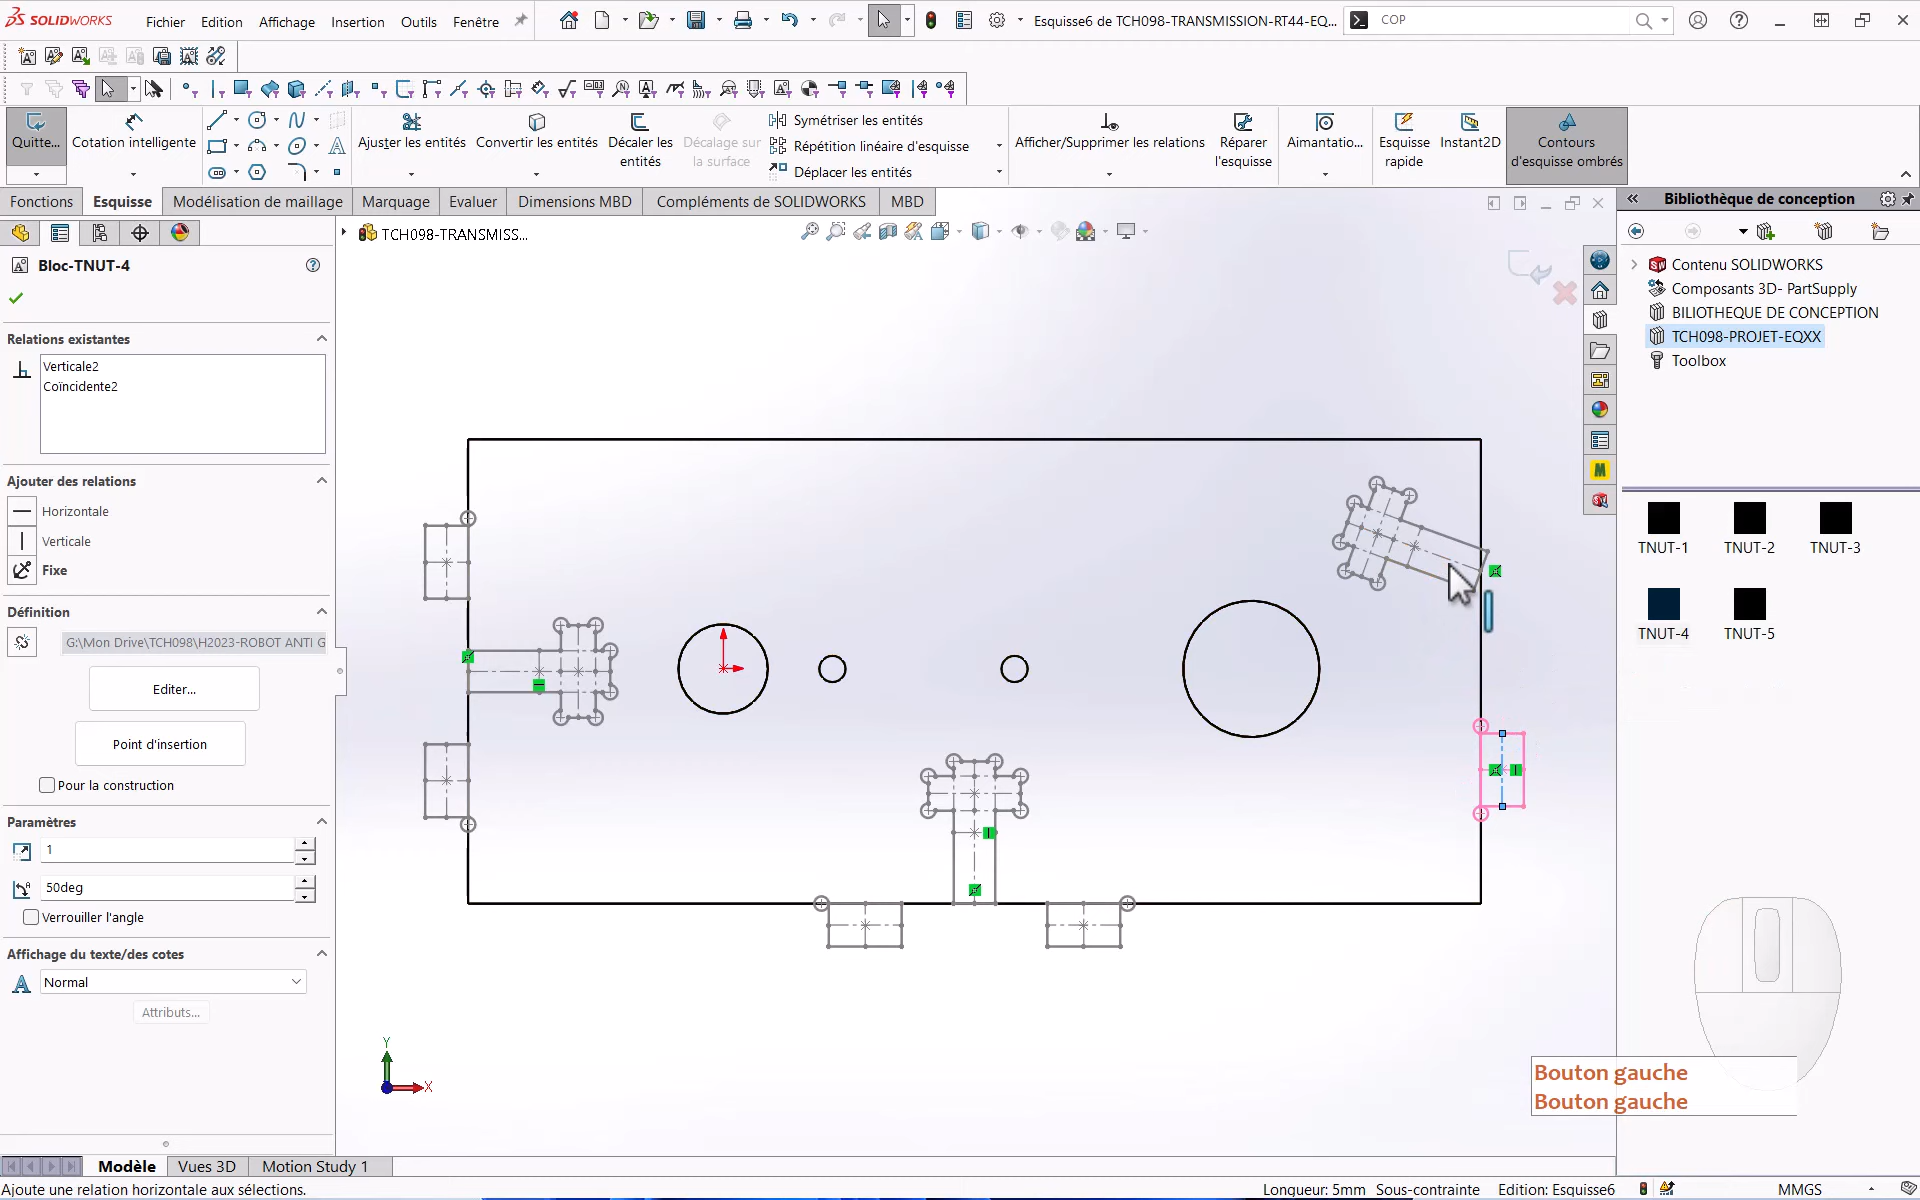 SOLIDWORKS
Fichier
Edition
Affichage
Insertion
Outils
Fenêtre
Esquisse6 de TCH098-TRANSMISSION-RT44-EQ...
COP
Quitte...
Cotation intelligente
Ajuster les entités
Convertir les entités
Décaler les
entités
Décalage sur
la surface
Symétriser les entités
Répétition linéaire d'esquisse
Déplacer les entités
Afficher/Supprimer les relations
Réparer
l'esquisse
Aimantatio...
Esquisse
rapide
Instant2D
Contours
d'esquisse ombrés
Fonctions
Esquisse
Modélisation de maillage
Marquage
Evaluer
Dimensions MBD
Compléments de SOLIDWORKS
MBD
Bibliothèque de conception
TCH098-TRANSMISS...
Bloc-TNUT-4
Contenu SOLIDWORKS
Composants 3D- PartSupply
BILIOTHEQUE DE CONCEPTION
TCH098-PROJET-EQXX
Toolbox
Relations existantes
Verticale2
Coïncidente2
Ajouter des relations
Horizontale
Verticale
Fixe
Définition
G:\Mon Drive\TCH098\H2023-ROBOT ANTI G
Editer...
Point d'insertion
Pour la construction
Paramètres
1
50deg
Verrouiller l'angle
Affichage du texte/des cotes
Normal
Attributs...
TNUT-1
TNUT-2
TNUT-3
TNUT-4
TNUT-5
Y
X
Bouton gauche
Bouton gauche
Modèle
Vues 3D
Motion Study 1
Ajoute une relation horizontale aux sélections.
Longueur: 5mm
Sous-contrainte
Edition: Esquisse6
MMGS